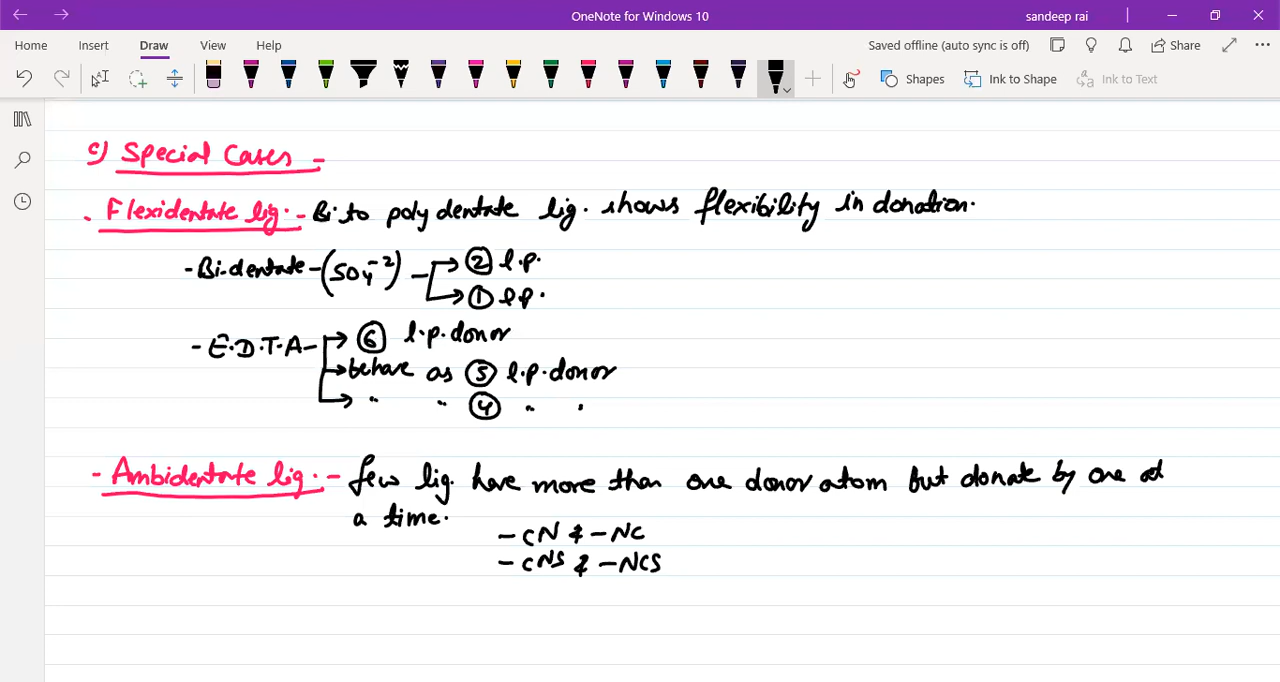 OneNote for Windows 10
sandeep rai
Home Insert Draw View Help
Saved offline (auto sync is off)
Share
Shapes
Ink to Shape
Ink to Text
c) Special Cases -
. Flexidentate lig. - Bi to poly dentate lig. shows flexibility in donation.
- Bi-dentate - (SO4-2) - → 2 l.p.
→ 1 l.p.
- E.D.T.A - → 6 l.p. donor
→ behave as 5 l.p. donor
→ " " 4 " "
- Ambidentate lig. - few lig. have more than one donor atom but donate by one at
a time.
- CN & - NC
- CNS & - NCS